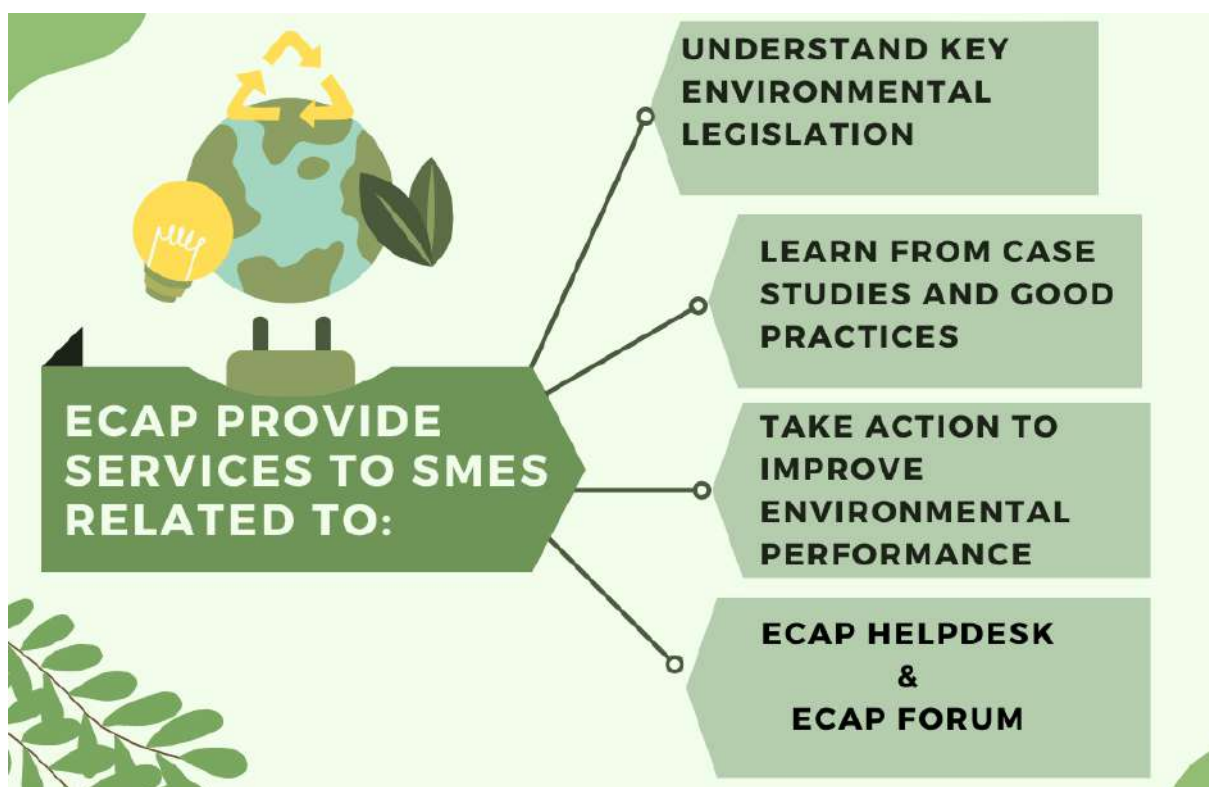 ECAP PROVIDE
SERVICES TO SMES
RELATED TO:
UNDERSTAND KEY
ENVIRONMENTAL
LEGISLATION
LEARN FROM CASE
STUDIES AND GOOD
PRACTICES
TAKE ACTION TO
IMPROVE
ENVIRONMENTAL
PERFORMANCE
ECAP HELPDESK
&
ECAP FORUM